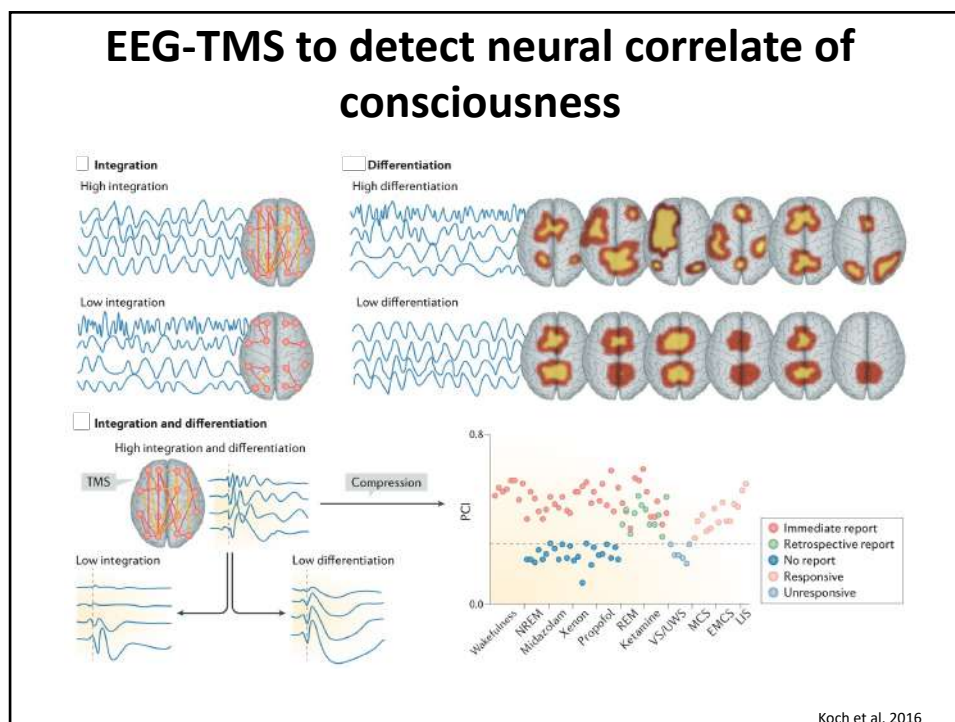 EEG-TMS to detect neural correlate of
consciousness
Integration
High integration
Low integration
Differentiation
High differentiation
Low differentiation
Integration and differentiation
High integration and differentiation
TMS
Compression
Low integration
Low differentiation
0.8
PCI
0.0
Wakefulness
NREM
Midazolam
Xenon
Propofol
REM
Ketamine
VS/UWS
MCS
EMCS
LIS
Immediate report
Retrospective report
No report
Responsive
Unresponsive
Koch et al. 2016